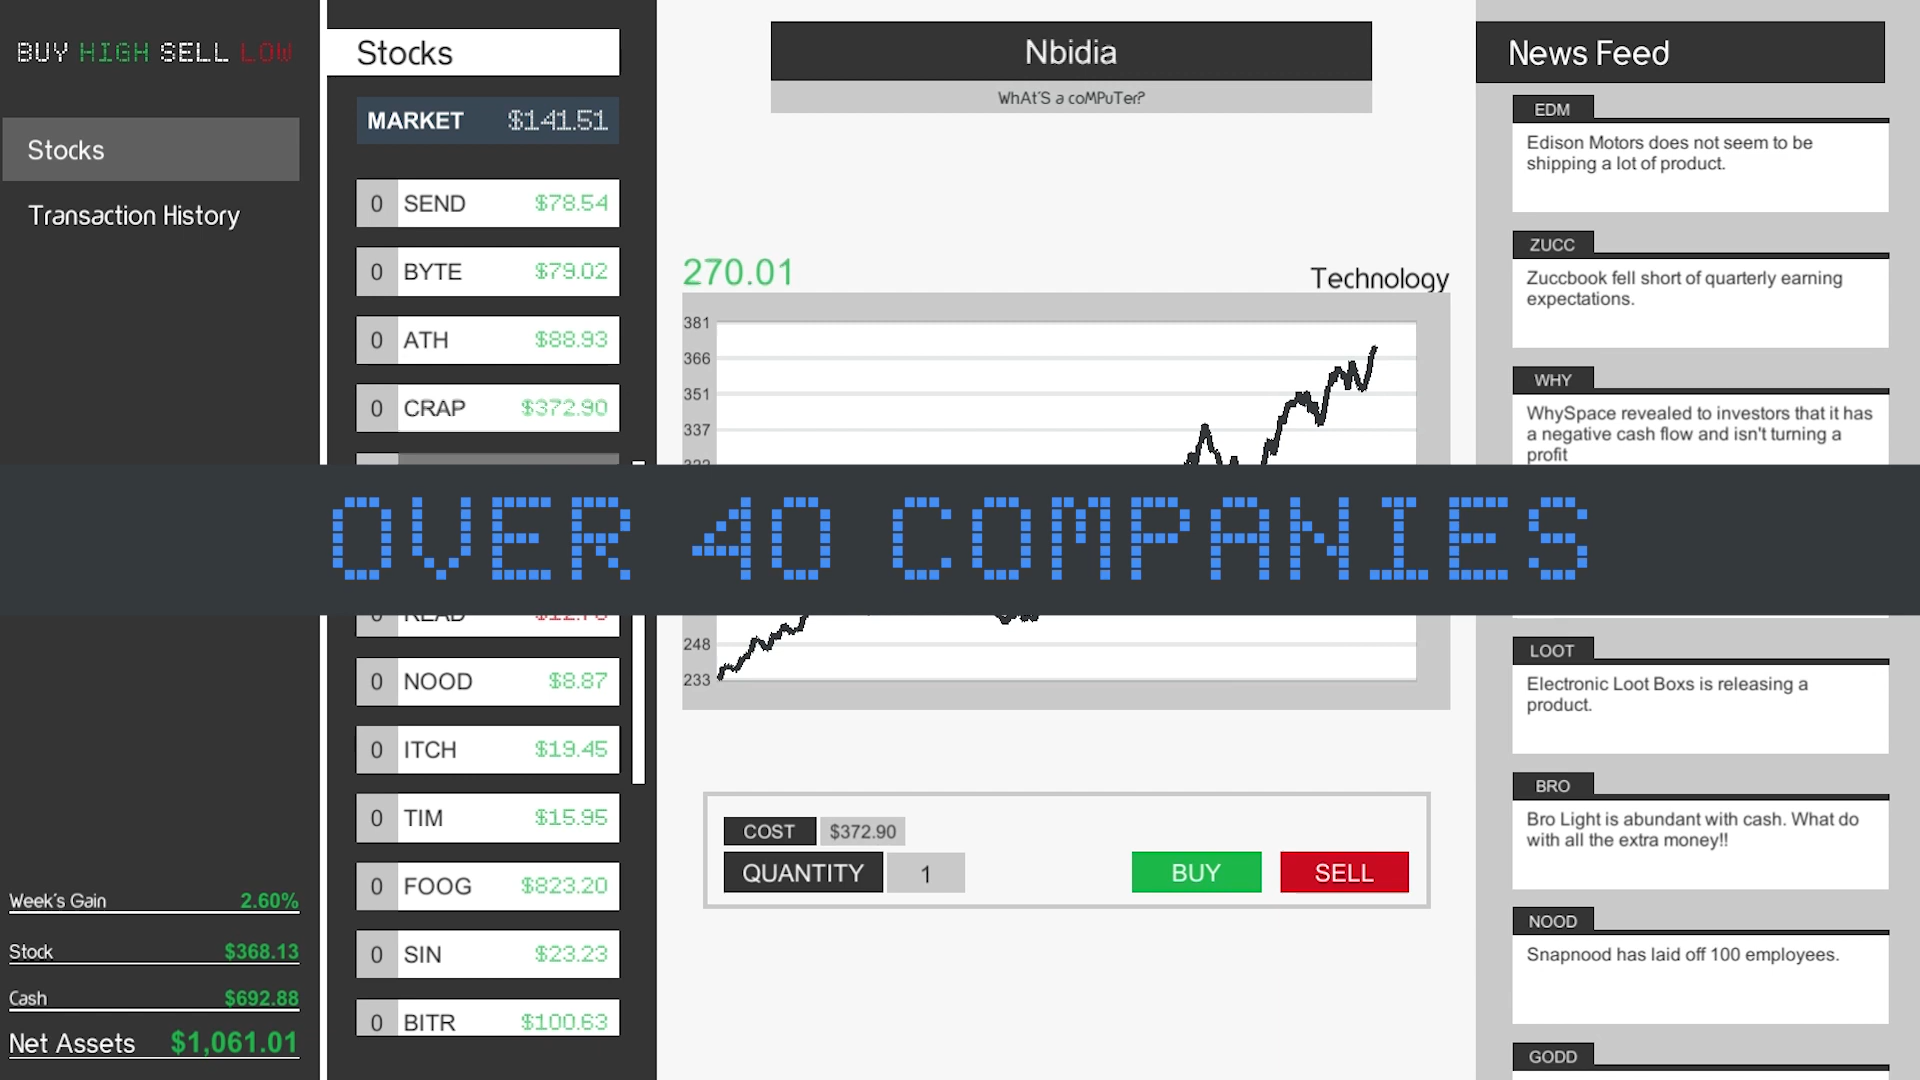 BUY HIGH SELL LOW
Stocks
Transaction History
Week's Gain 2.60%
Stock $368.13
Cash $692.88
Net Assets $1,061.01
Stocks
MARKET $141.51
0 SEND $78.54
0 BYTE $79.02
0 ATH $88.93
0 CRAP $372.90
0 NOOD $8.87
0 ITCH $19.45
0 TIM $15.95
0 FOOG $823.20
0 SIN $23.23
0 BITR $100.63
Nbidia
WhAt'S a coMPuTer?
270.01
Technology
381
366
351
337
248
233
OVER 40 COMPANIES
COST $372.90
QUANTITY 1
BUY SELL
News Feed
EDM
Edison Motors does not seem to be
shipping a lot of product.
ZUCC
Zuccbook fell short of quarterly earning
expectations.
WHY
WhySpace revealed to investors that it has
a negative cash flow and isn't turning a
profit
LOOT
Electronic Loot Boxs is releasing a
product.
BRO
Bro Light is abundant with cash. What do
with all the extra money!!
NOOD
Snapnood has laid off 100 employees.
GODD